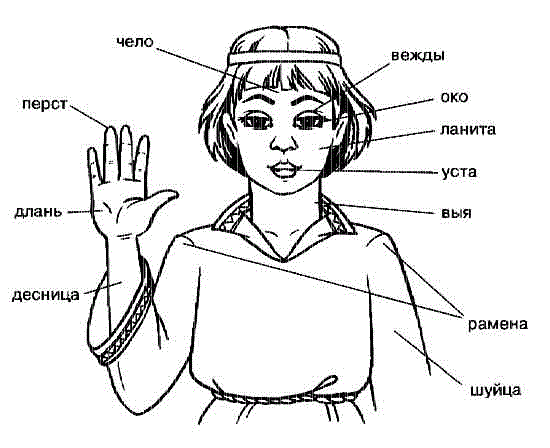 чело
вежды
перст
око
ланита
уста
длань
выя
десница
рамена
шуйца